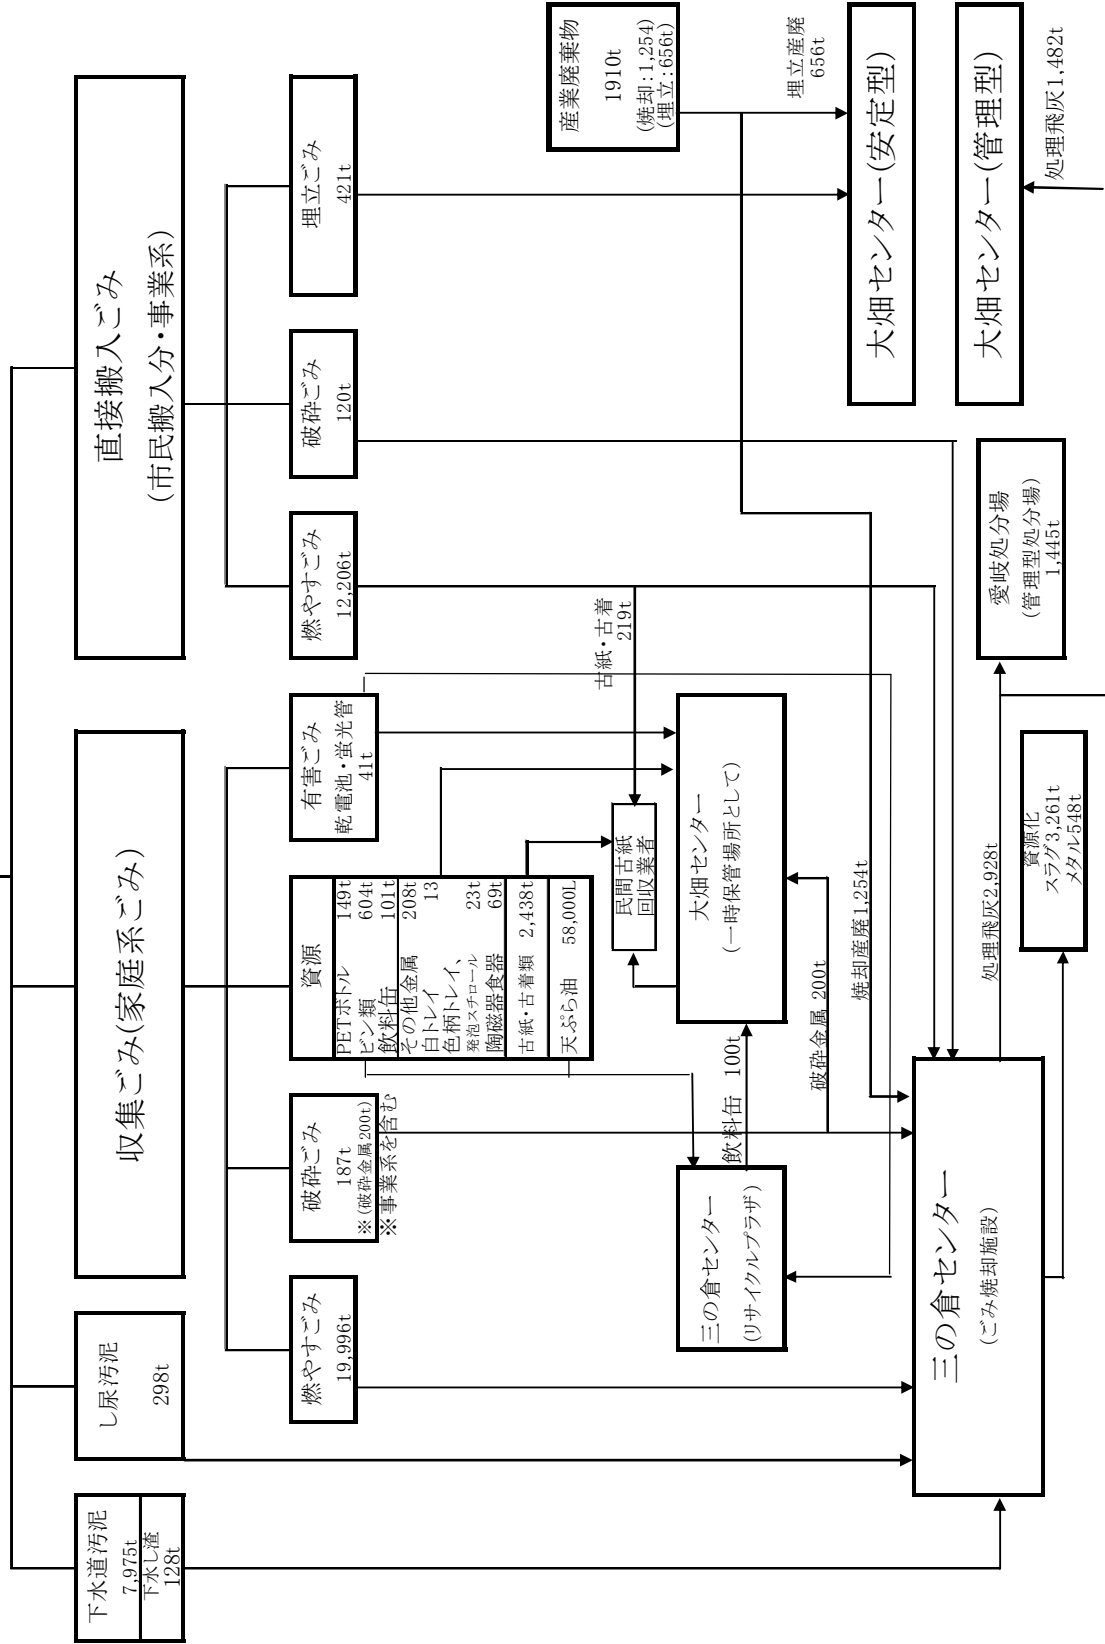 下水道汚泥
7,975t
下水し渣
128t
し尿汚泥
298t
収集ごみ(家庭系ごみ)
直接搬入ごみ
(市民搬入分・事業系)
燃やすごみ
19,996t
破砕ごみ
187t
※(破砕金属200t)
※事業系を含む
資源
PETボトル 149t
ビン類 604t
飲料缶 101t
その他金属 208t
白トレイ 13
色柄トレイ、
発泡スチロール 23t
陶磁器食器 69t
古紙・古着類 2,438t
天ぷら油 58,000L
有害ごみ
乾電池・蛍光管
41t
燃やすごみ
12,206t
破砕ごみ
120t
埋立ごみ
421t
産業廃棄物
1910t
(焼却:1,254)
(埋立:656t)
古紙・古着
219t
民間古紙
回収業者
三の倉センター
(リサイクルプラザ)
飲料缶 100t
大畑センター
(一時保管場所として)
破砕金属 200t
焼却産廃1,254t
埋立産廃
656t
大畑センター(安定型)
三の倉センター
(ごみ焼却施設)
処理飛灰2,928t
愛岐処分場
(管理型処分場)
1,445t
大畑センター(管理型)
処理飛灰1,482t
資源化
スラグ3,261t
メタル548t